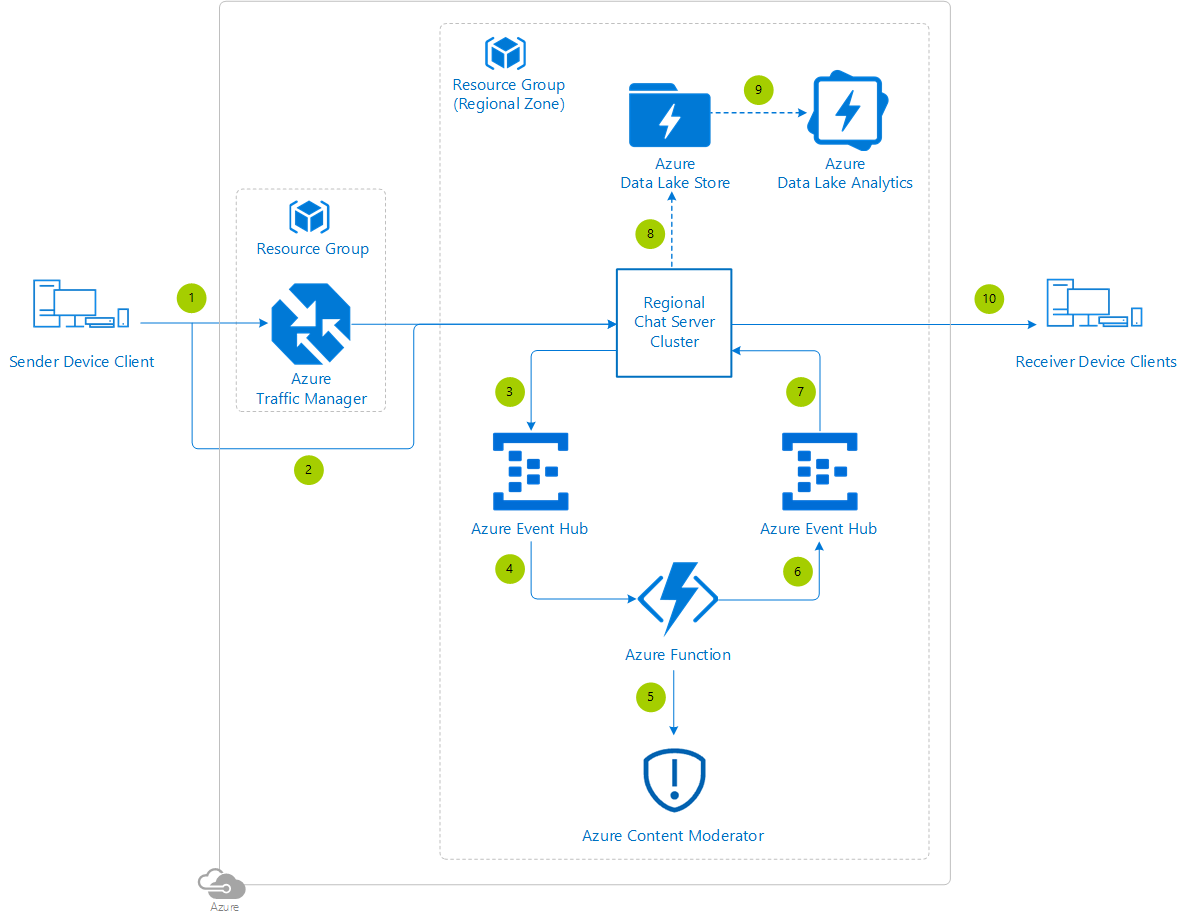 Resource Group
(Regional Zone)
9
Azure
Data Lake Store
Azure
Data Lake Analytics
8
Resource Group
1
Azure
Traffic Manager
Sender Device Client
2
Regional
Chat Server
Cluster
10
Receiver Device Clients
3
7
Azure Event Hub
Azure Event Hub
4
6
Azure Function
5
Azure Content Moderator
Azure